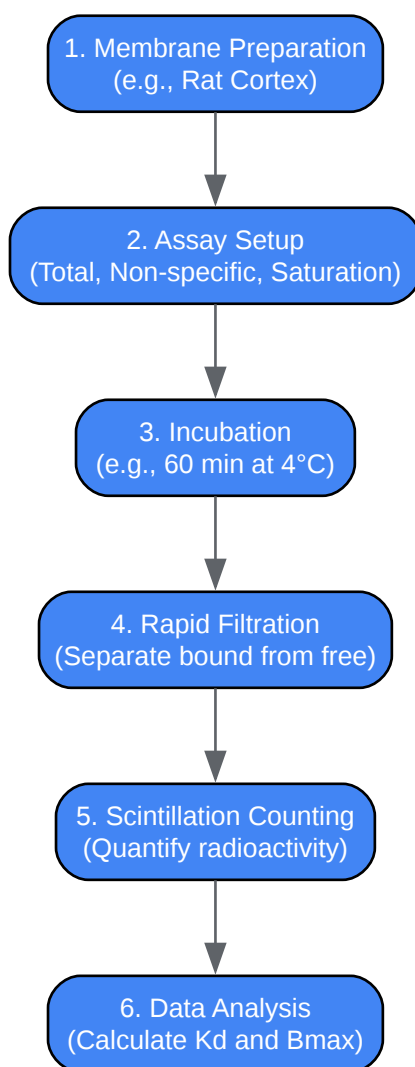 1. Membrane Preparation
(e.g., Rat Cortex)
2. Assay Setup
(Total, Non-specific, Saturation)
3. Incubation
(e.g., 60 min at 4°C)
4. Rapid Filtration
(Separate bound from free)
5. Scintillation Counting
(Quantify radioactivity)
6. Data Analysis
(Calculate Kd and Bmax)